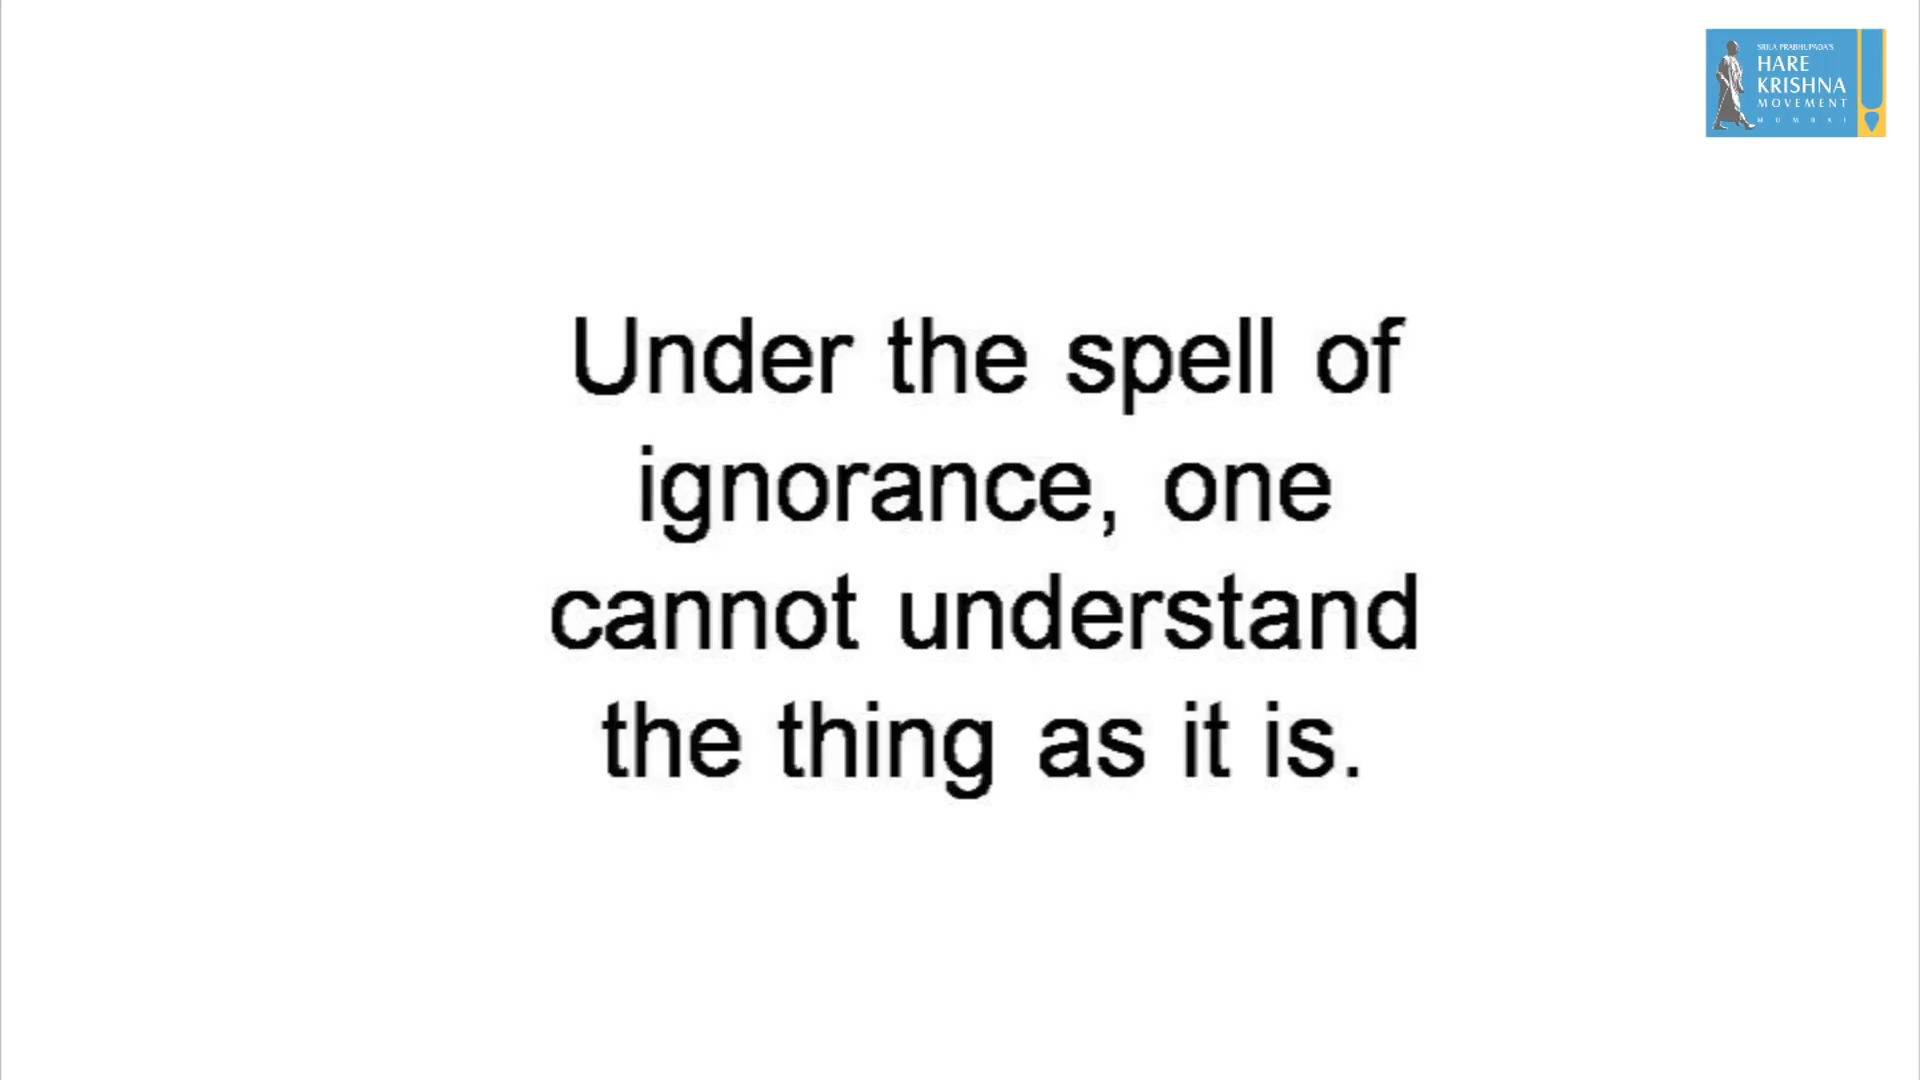 SRILA PRABHUPADA'S
HARE
KRISHNA
MOVEMENT
MUMBAI
Under the spell of
ignorance, one
cannot understand
the thing as it is.